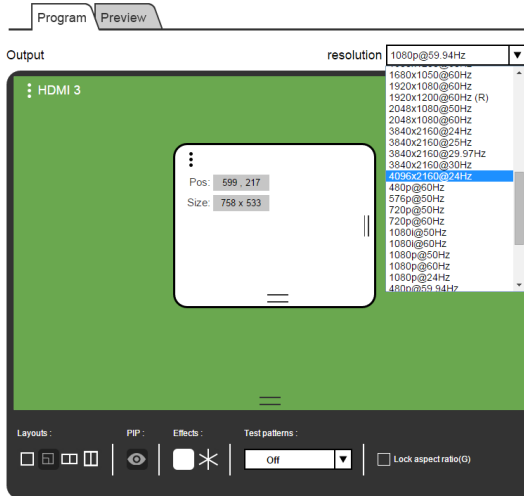 Program Preview
Output resolution 1080p@59.94Hz
HDMI 3
1680x1050@60Hz
1920x1080@60Hz
1920x1200@60Hz (R)
2048x1080@50Hz
2048x1080@60Hz
3840x2160@24Hz
3840x2160@25Hz
3840x2160@29.97Hz
3840x2160@30Hz
4096x2160@24Hz
480p@60Hz
576p@50Hz
720p@50Hz
720p@60Hz
1080I@50Hz
1080I@60Hz
1080p@50Hz
1080p@60Hz
1080p@24Hz
480p@59.94Hz
Pos: 599 , 217
Size: 758 x 533
Layouts : PIP : Effects : Test patterns :
Off
Lock aspect ratio(G)